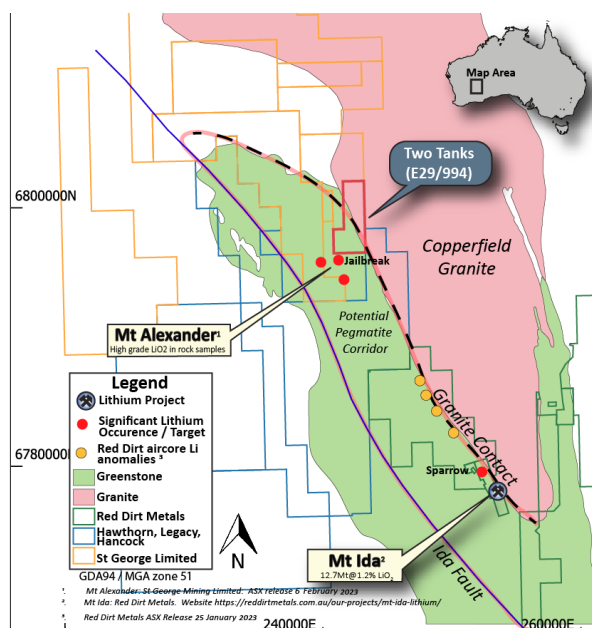 Map Area
Two Tanks
(E29/994)
6800000N
Copperfield
Granite
Jailbreak
Mt Alexander¹
High grade LiO2 in rock samples
Potential
Pegmatite
Corridor
Legend
Lithium Project
Significant Lithium
Occurence / Target
Red Dirt aircore Li
anomalies ³
Greenstone
Granite
Red Dirt Metals
Hawthorn, Legacy,
Hancock
St George Limited
Granite Contact
6780000N
Sparrow
N
Mt Ida²
12.7Mt@1.2% LiO₂
Ida Fault
GDA94 / MGA zone 51
¹. Mt Alexander: St George Mining Limited. ASX release 6 February 2023
². Mt Ida: Red Dirt Metals. Website https://reddirtmetals.com.au/our-projects/mt-ida-lithium/
³. Red Dirt Metals ASX Release 25 January 2023
240000E
260000E